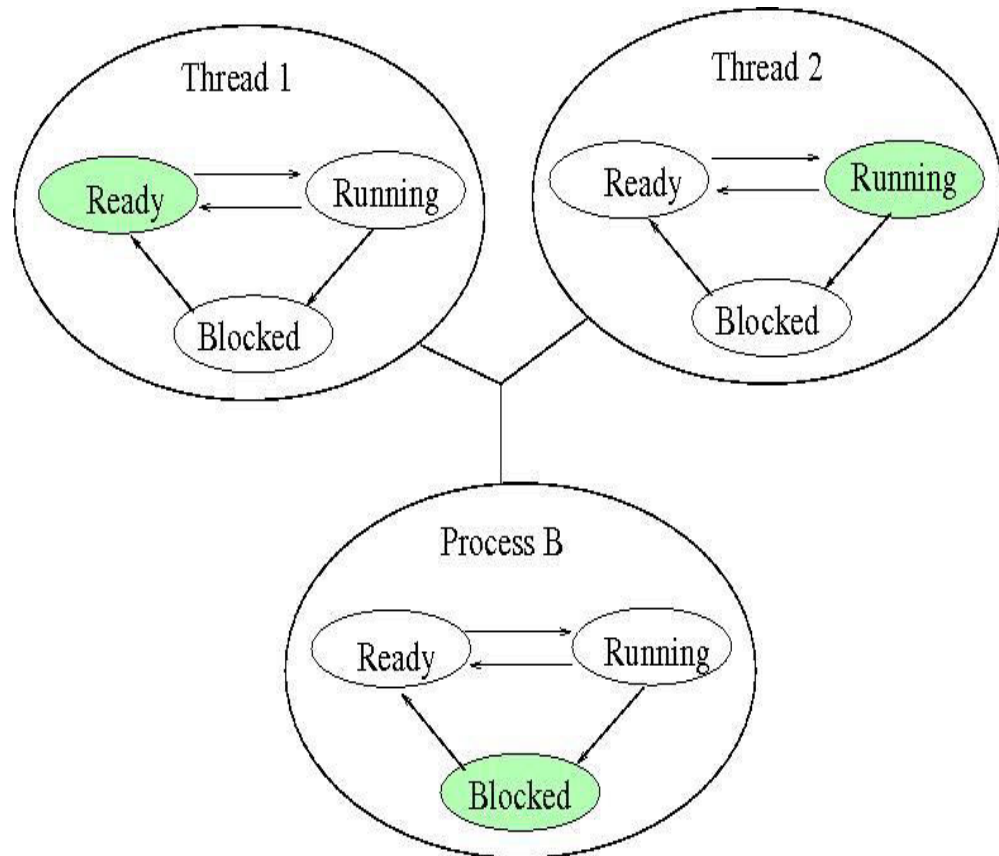 Thread 1
Ready
Running
Blocked
Thread 2
Ready
Running
Blocked
Process B
Ready
Running
Blocked